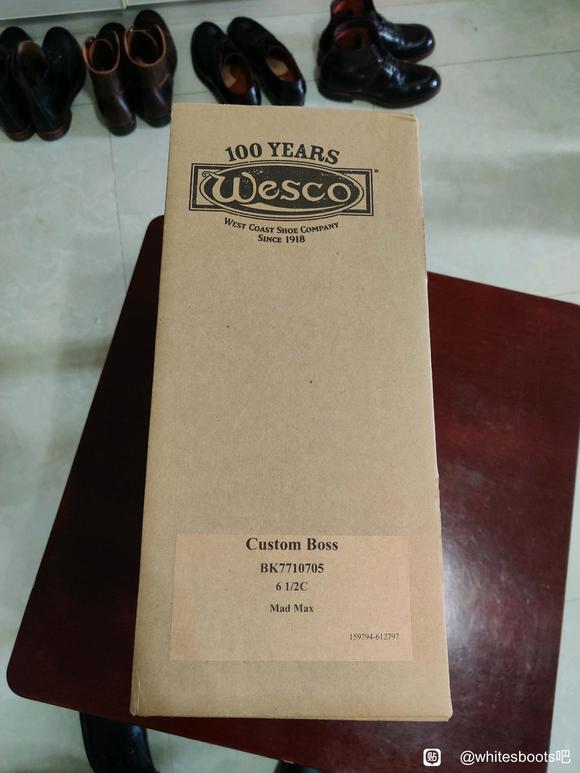 100 YEARS
Wesco®
WEST COAST SHOE COMPANY
SINCE 1918
Custom Boss
BK7710705
6 1/2C
Mad Max
159794-612797
贴 @whitesboots吧